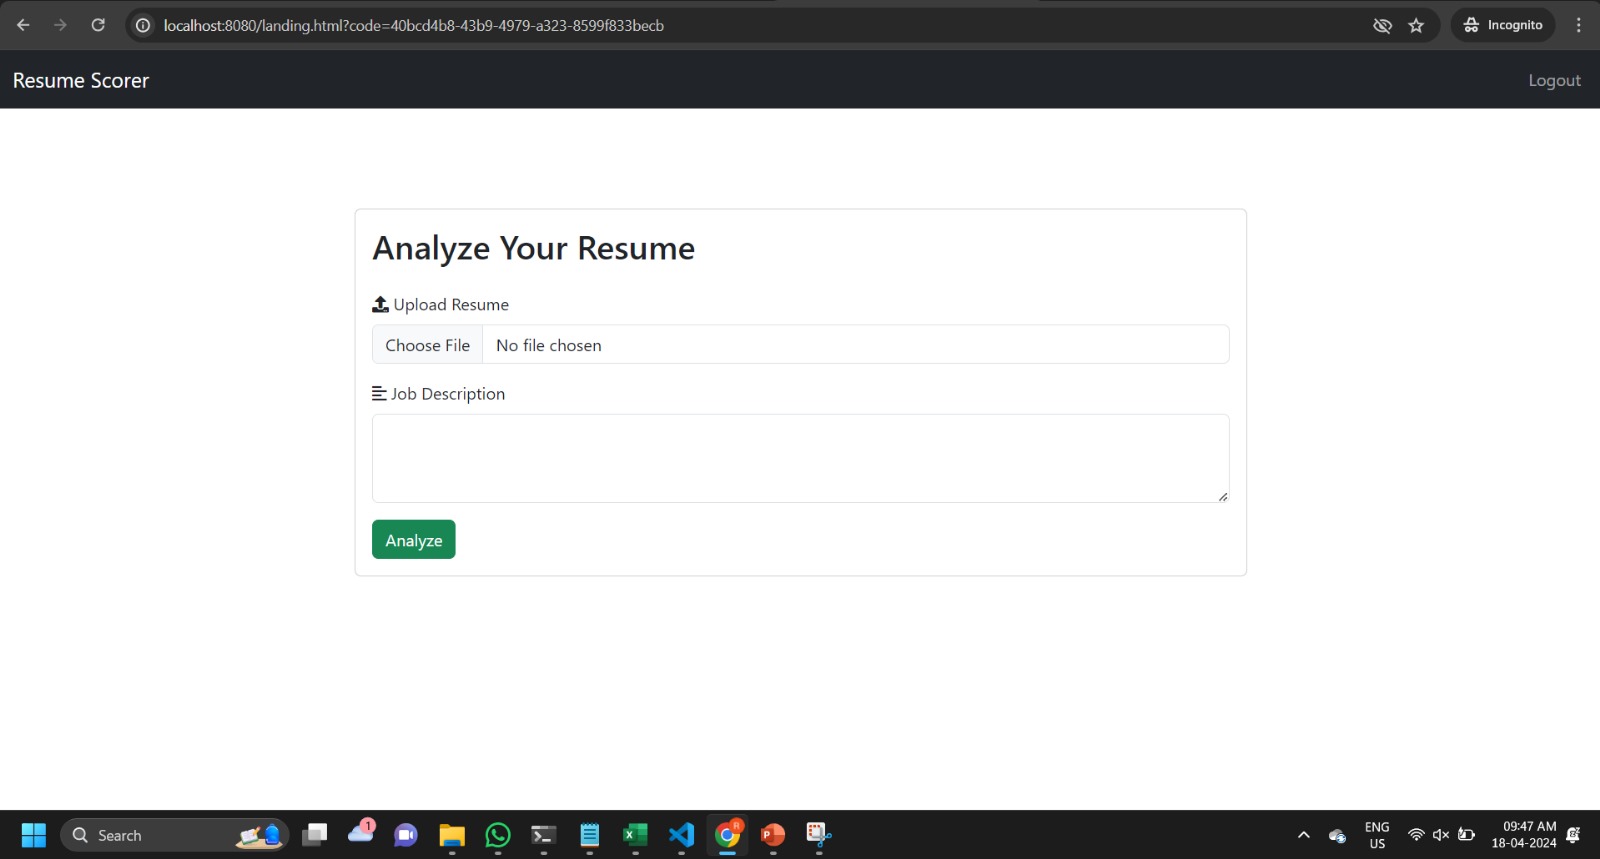 localhost:8080/landing.html?code=40bcd4b8-43b9-4979-a323-8599f833becb
Incognito
Resume Scorer
Logout
Analyze Your Resume
Upload Resume
Choose File No file chosen
Job Description
Analyze
Search
1
R
ENG
US
09:47 AM
18-04-2024